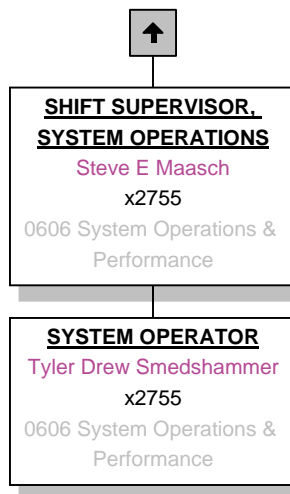 SHIFT SUPERVISOR,
SYSTEM OPERATIONS
Steve E Maasch
x2755
0606 System Operations &
Performance
SYSTEM OPERATOR
Tyler Drew Smedshammer
x2755
0606 System Operations &
Performance